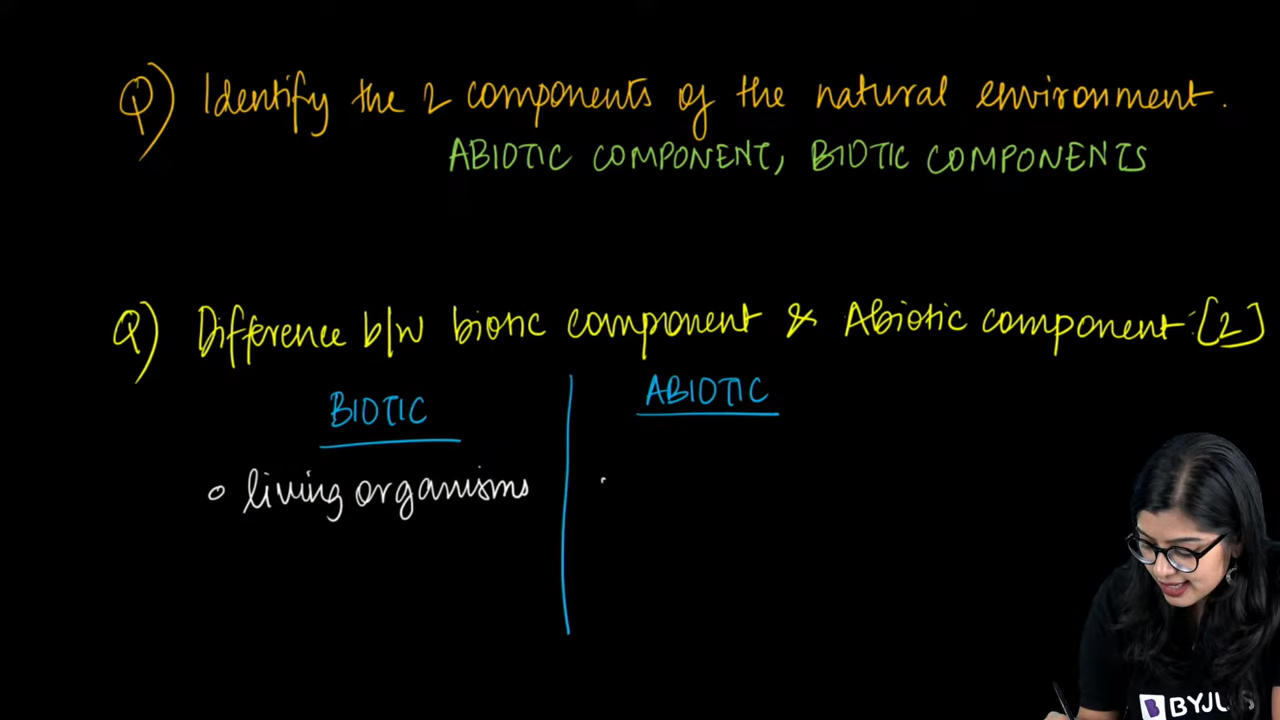 Q) Identify the 2 components of the natural environment.
ABIOTIC COMPONENT, BIOTIC COMPONENTS
Q) Difference b/w biotic component & Abiotic component:[2]
BIOTIC
ABIOTIC
o living organisms
BYJU'S